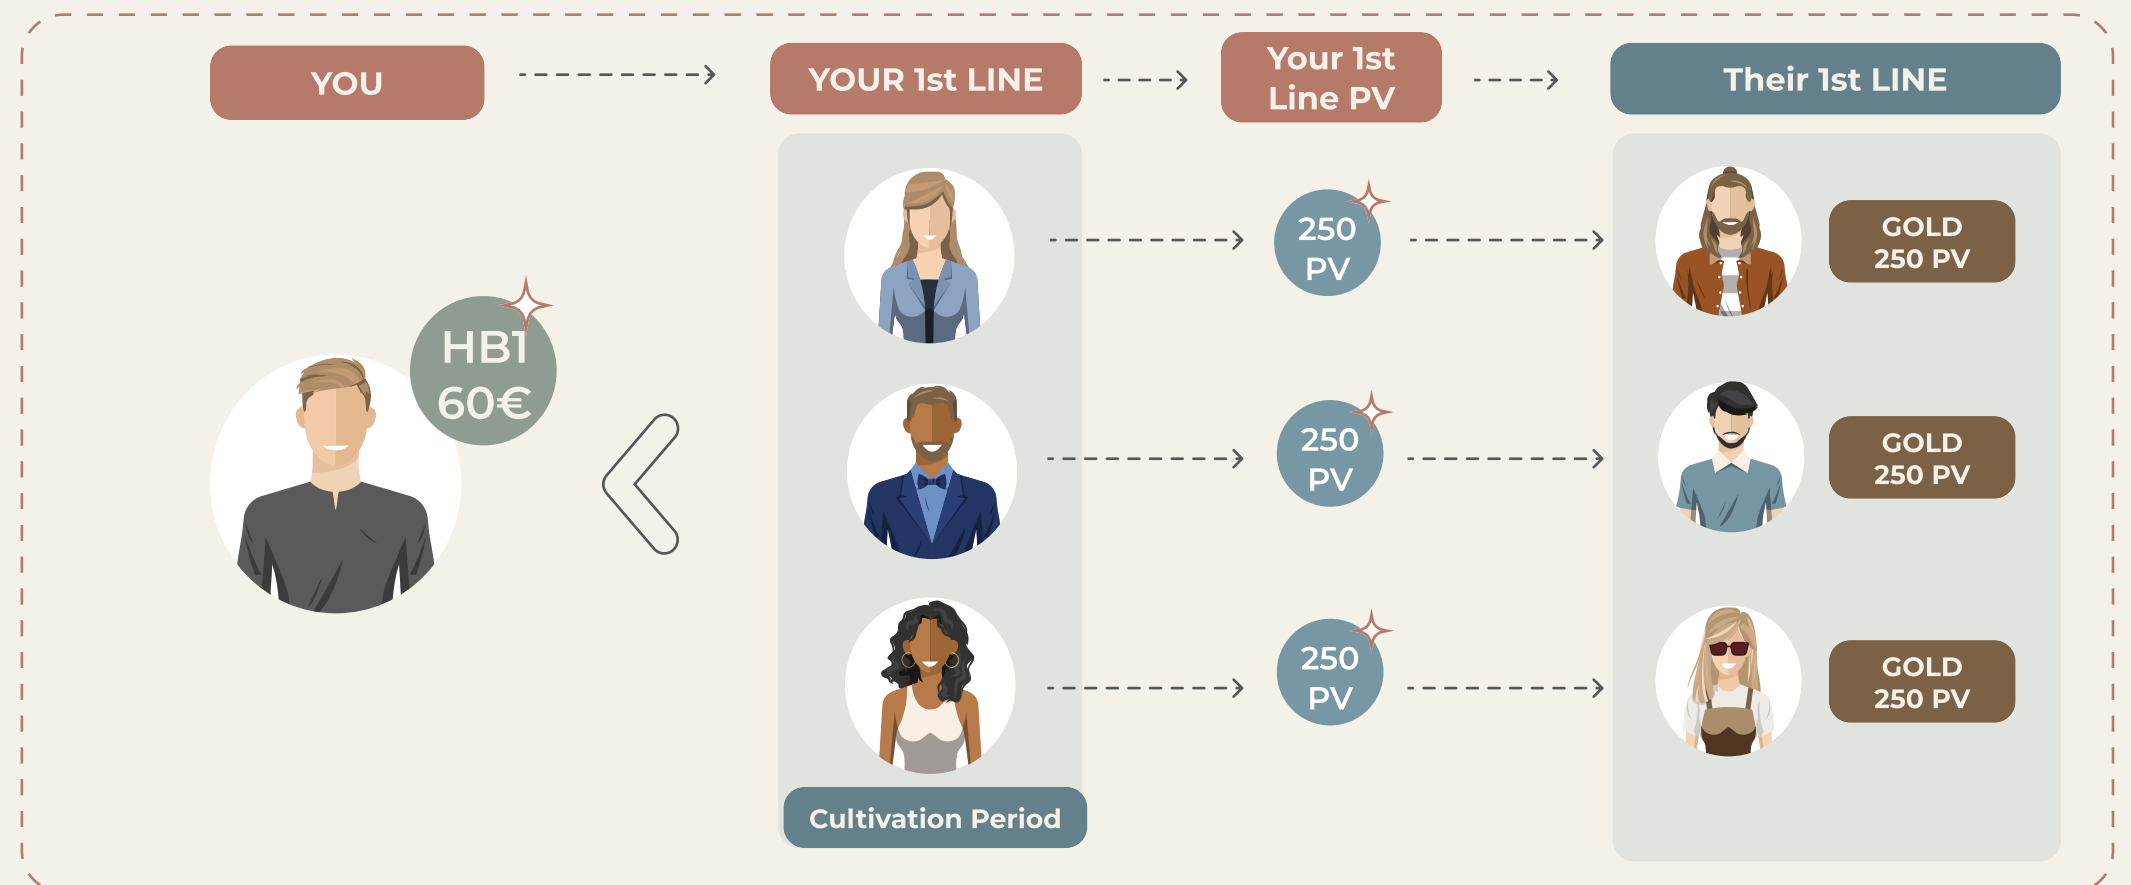 YOU
YOUR 1st LINE
Your 1st
Line PV
Their 1st LINE
HB1
60€
250
PV
GOLD
250 PV
250
PV
GOLD
250 PV
250
PV
GOLD
250 PV
Cultivation Period